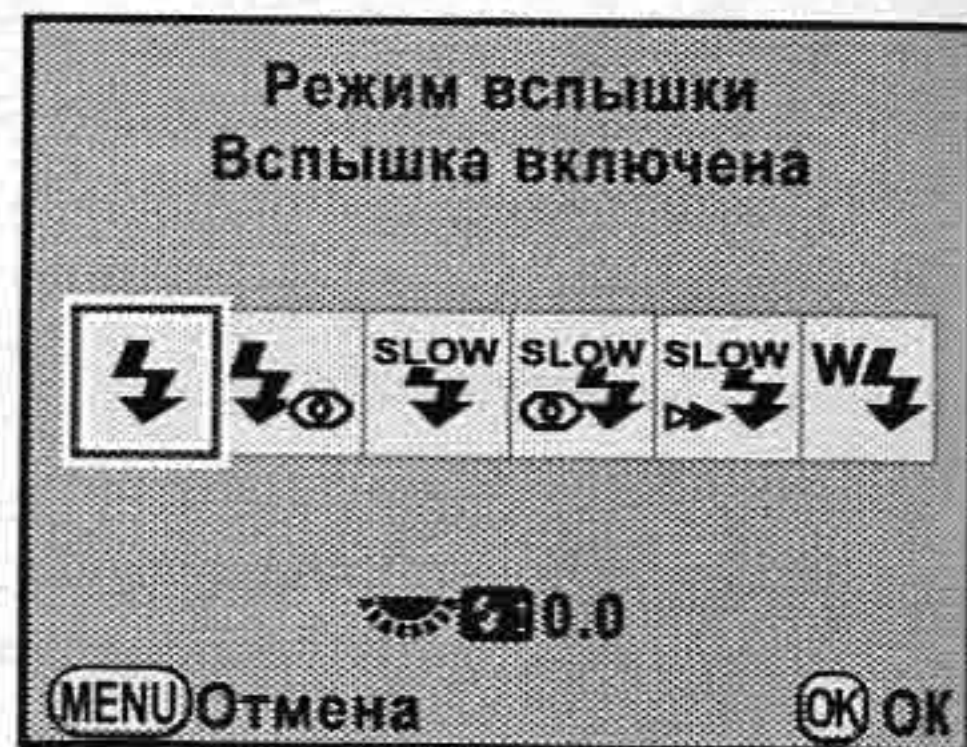 Режим вспышки
Вспышка включена
SLOW SLOW SLOW W
0.0
MENU Отмена OK OK